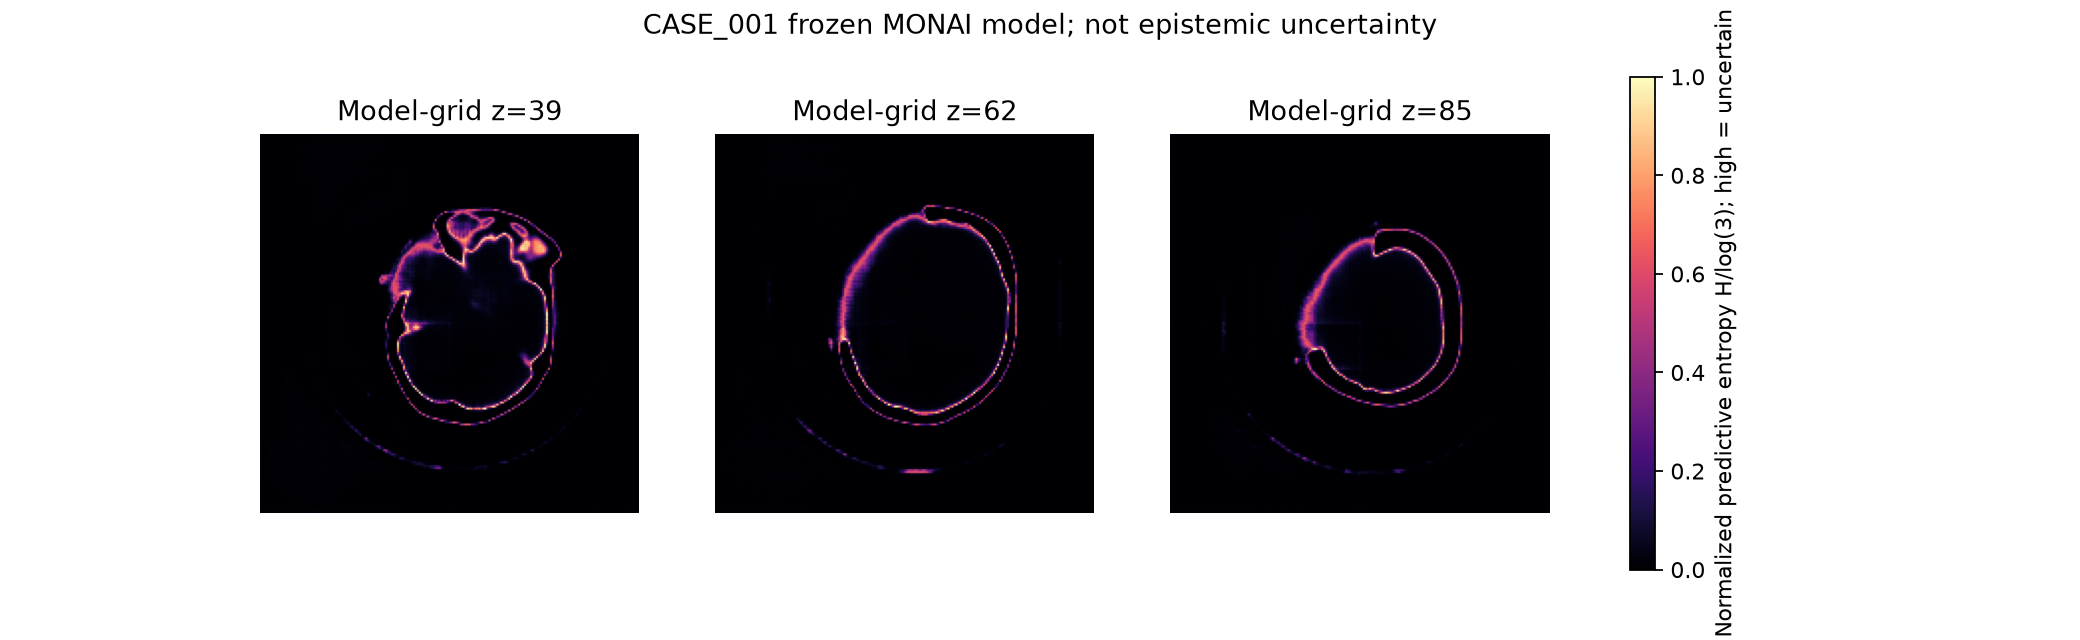 CASE_001 frozen MONAI model; not epistemic uncertainty
Model-grid z=39
Model-grid z=62
Model-grid z=85
1.0
0.8
0.6
0.4
0.2
0.0
Normalized predictive entropy H/log(3); high = uncertain